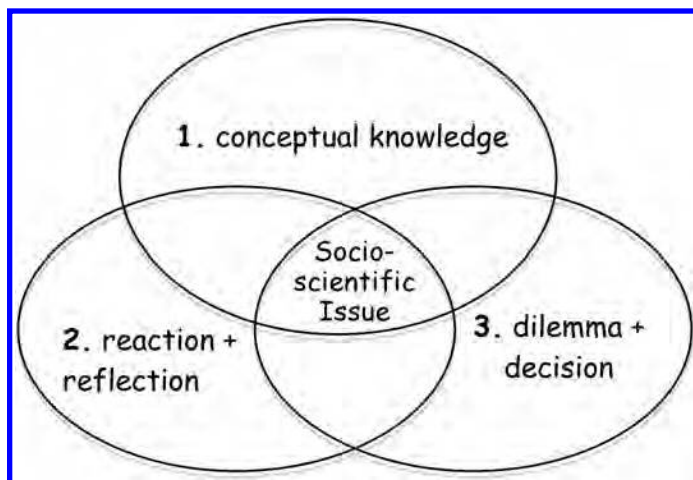 1. conceptual knowledge
Socio-
scientific
Issue
2. reaction +
reflection
3. dilemma +
decision